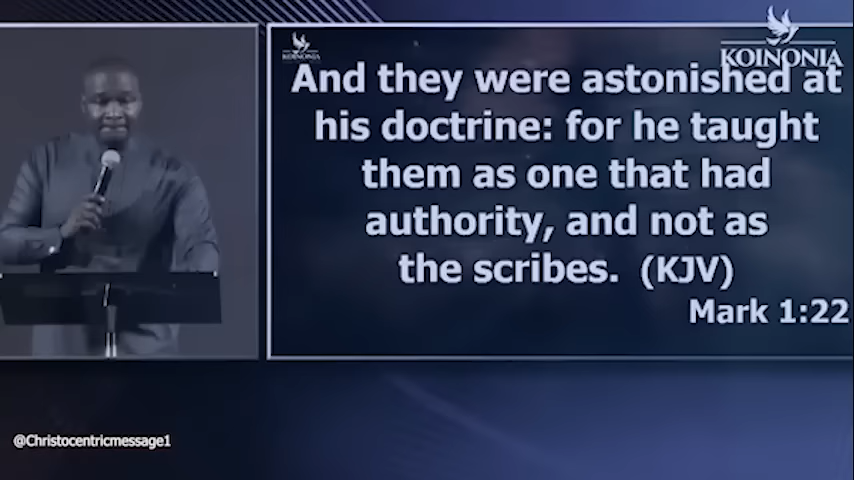 KOINONIA
KOINONIA
And they were astonished at
his doctrine: for he taught
them as one that had
authority, and not as
the scribes. (KJV)
Mark 1:22
@Christocentricmessage1